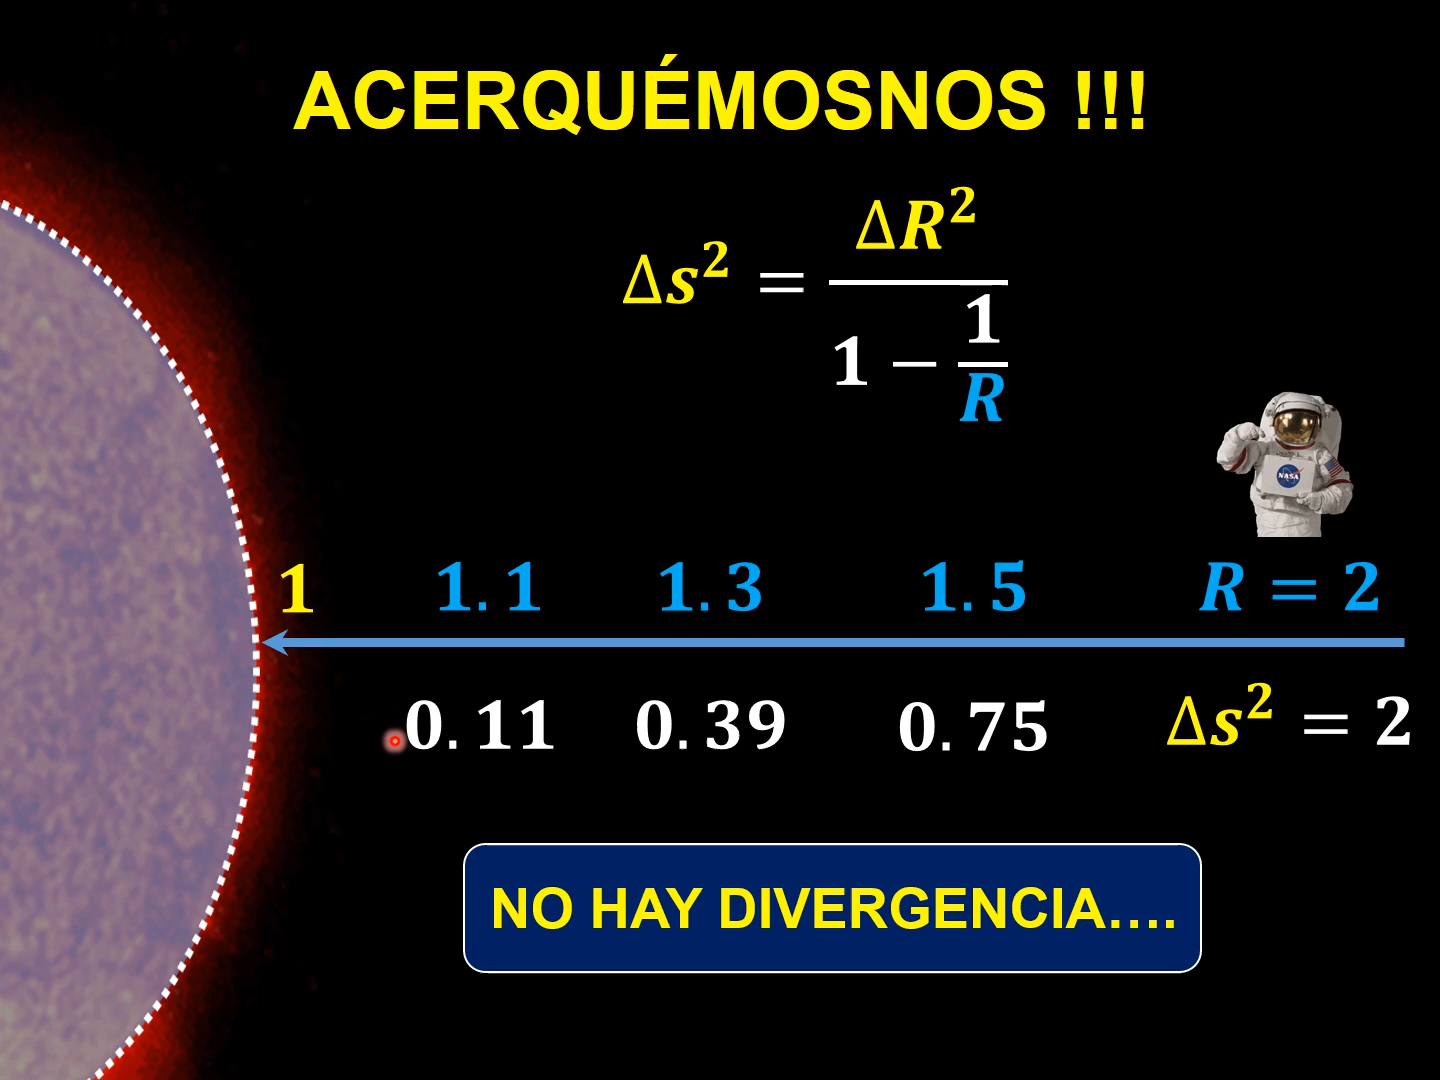 ACERQUÉMOSNOS !!!
Δs² = ΔR² / (1 − 1/R)
NASA
1 1.1 1.3 1.5 R = 2
0.11 0.39 0.75 Δs² = 2
NO HAY DIVERGENCIA….